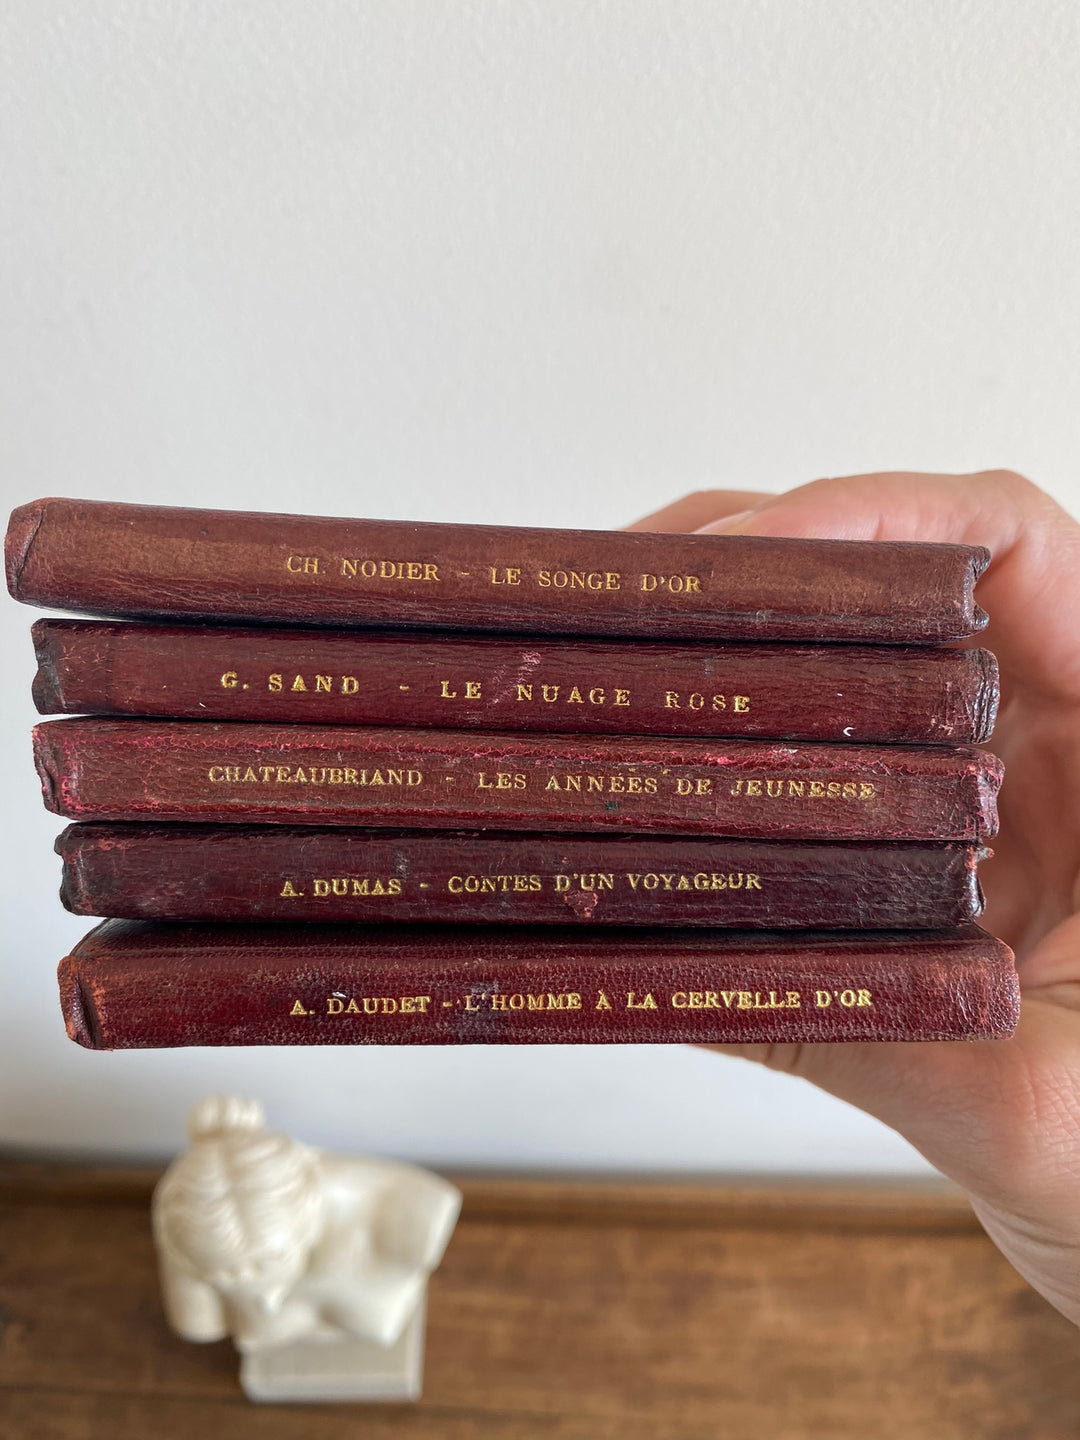 CH. NODIER - LE SONGE D'OR
G. SAND - LE NUAGE ROSE
CHATEAUBRIAND - LES ANNÉES DE JEUNESSE
A. DUMAS - CONTES D'UN VOYAGEUR
A. DAUDET - L'HOMME À LA CERVELLE D'OR